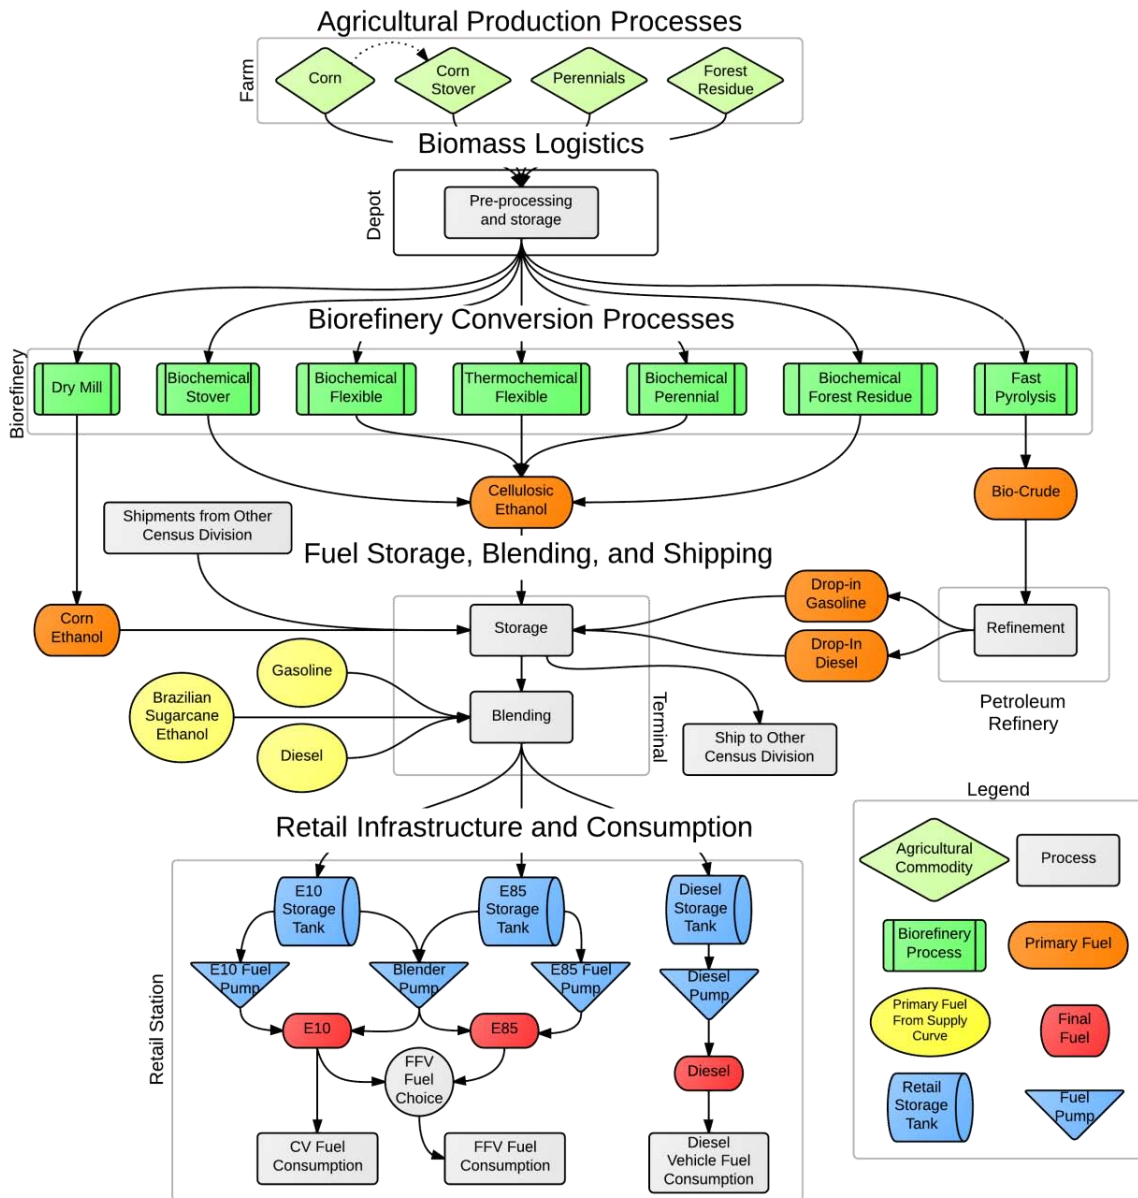 Agricultural Production Processes
Farm
Corn
Corn
Stover
Perennials
Forest
Residue
Biomass Logistics
Depot
Pre-processing
and storage
Biorefinery Conversion Processes
Biorefinery
Dry Mill
Biochemical
Stover
Biochemical
Flexible
Thermochemical
Flexible
Biochemical
Perennial
Biochemical
Forest Residue
Fast
Pyrolysis
Cellulosic
Ethanol
Bio-Crude
Shipments from Other
Census Division
Fuel Storage, Blending, and Shipping
Corn
Ethanol
Storage
Drop-in
Gasoline
Drop-In
Diesel
Refinement
Petroleum
Refinery
Gasoline
Brazilian
Sugarcane
Ethanol
Diesel
Blending
Terminal
Ship to Other
Census Division
Retail Infrastructure and Consumption
Retail Station
E10
Storage
Tank
E85
Storage
Tank
Diesel
Storage
Tank
E10 Fuel
Pump
Blender
Pump
E85 Fuel
Pump
Diesel
Pump
E10
E85
FFV
Fuel
Choice
Diesel
CV Fuel
Consumption
FFV Fuel
Consumption
Diesel
Vehicle Fuel
Consumption
Legend
Agricultural
Commodity
Process
Biorefinery
Process
Primary Fuel
Primary Fuel
From Supply
Curve
Final
Fuel
Retail
Storage
Tank
Fuel
Pump